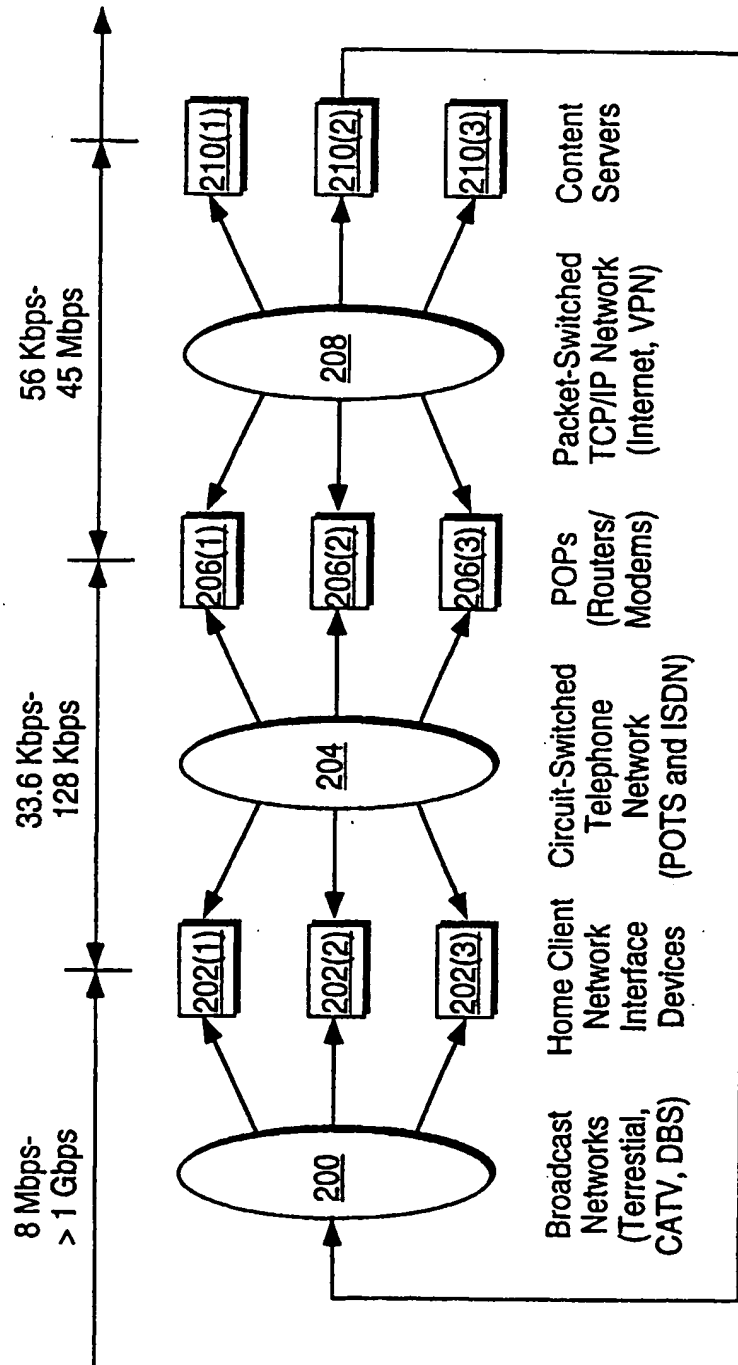 8 Mbps-
> 1 Gbps
33.6 Kbps-
128 Kbps
56 Kbps-
45 Mbps
200
202(1)
202(2)
202(3)
204
206(1)
206(2)
206(3)
208
210(1)
210(2)
210(3)
Broadcast
Networks
(Terrestial,
CATV, DBS)
Home Client
Network
Interface
Devices
Circuit-Switched
Telephone
Network
(POTS and ISDN)
POPs
(Routers/
Modems)
Packet-Switched
TCP/IP Network
(Internet, VPN)
Content
Servers